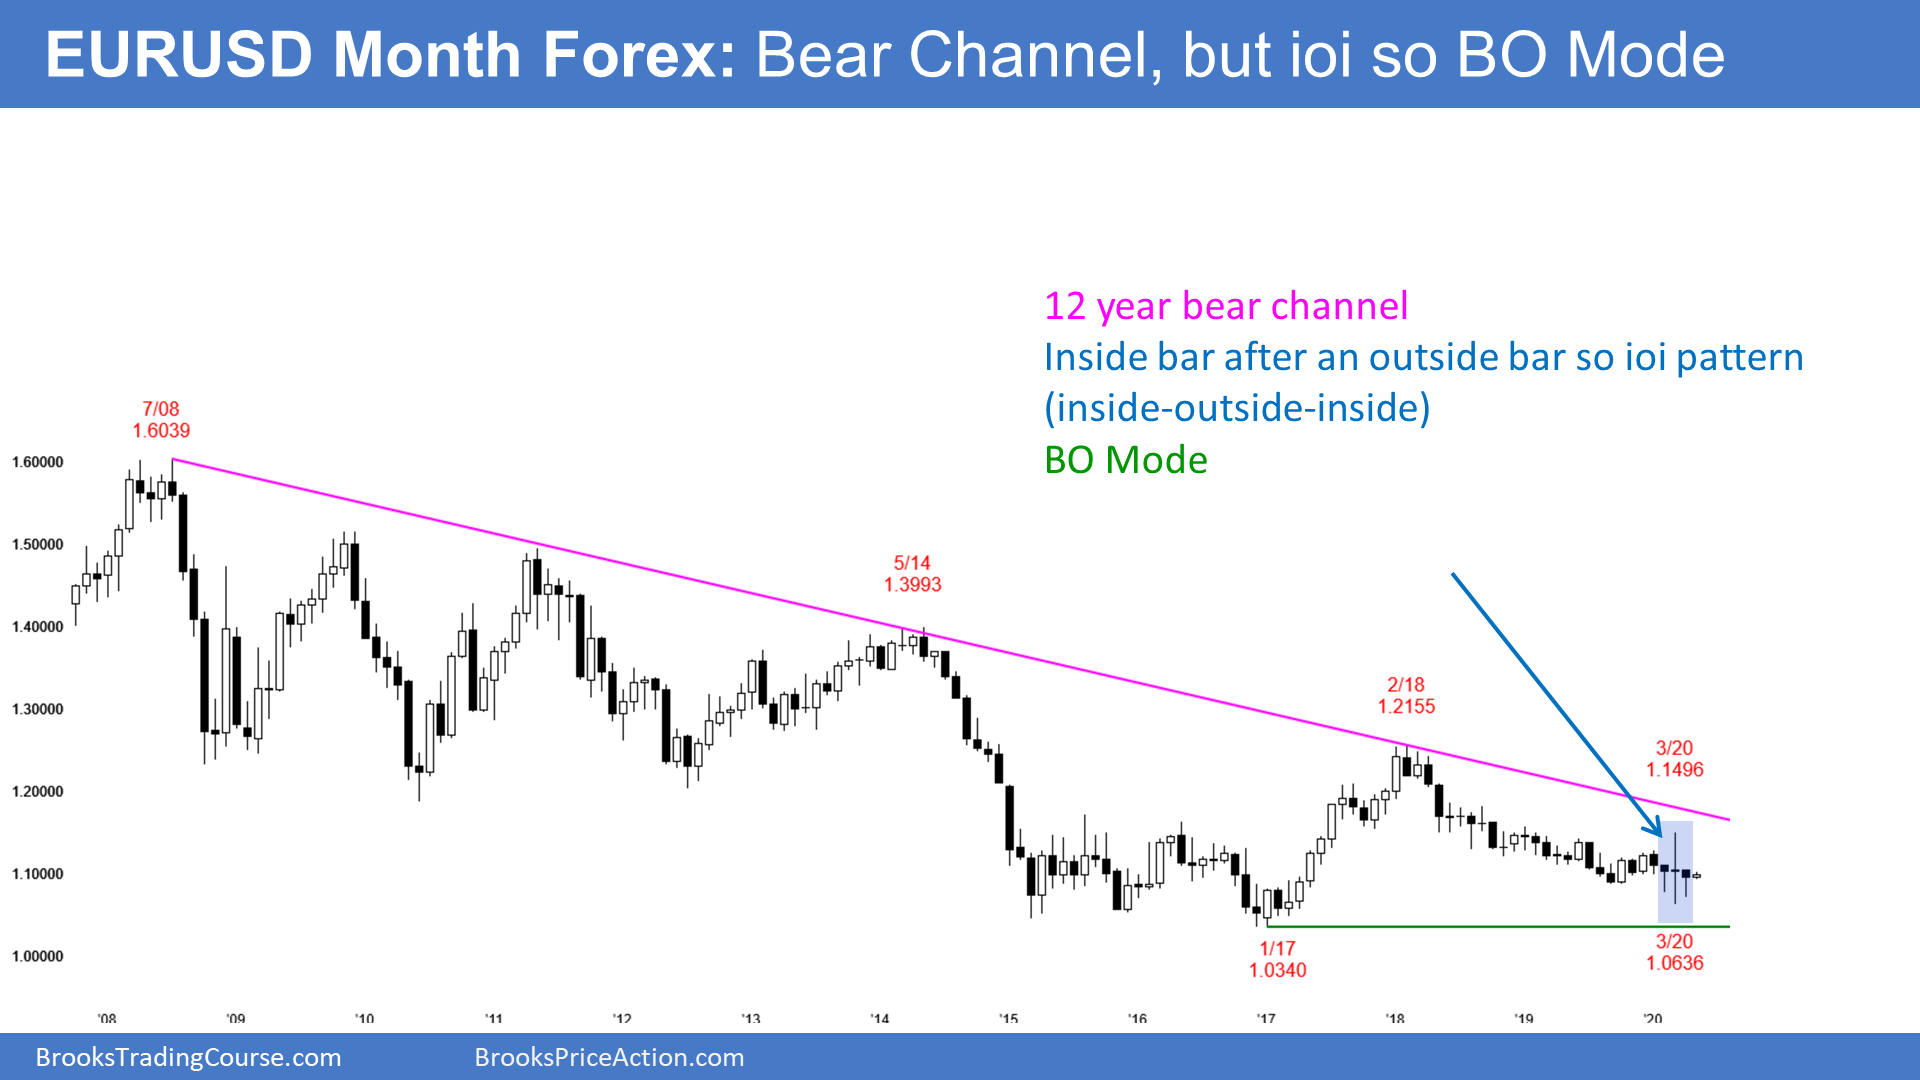 EURUSD Month Forex: Bear Channel, but ioi so BO Mode
12 year bear channel
Inside bar after an outside bar so ioi pattern
(inside-outside-inside)
BO Mode
7/08
1.6039
5/14
1.3993
2/18
1.2155
3/20
1.1496
1/17
1.0340
3/20
1.0636
1.60000
1.50000
1.40000
1.30000
1.20000
1.10000
1.00000
'08 '09 '10 '11 '12 '13 '14 '15 '16 '17 '18 '19 '20
BrooksTradingCourse.com BrooksPriceAction.com